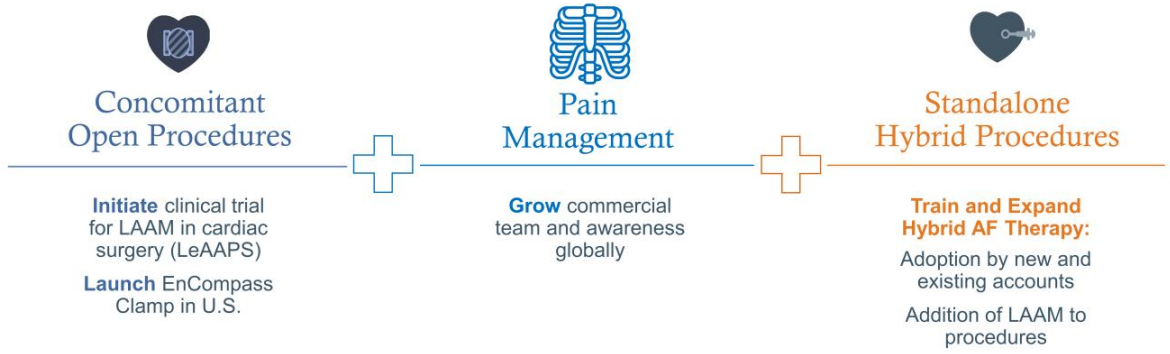 Concomitant
Open Procedures
Initiate clinical trial
for LAAM in cardiac
surgery (LeAAPS)
Launch EnCompass
Clamp in U.S.
Pain
Management
Grow commercial
team and awareness
globally
Standalone
Hybrid Procedures
Train and Expand
Hybrid AF Therapy:
Adoption by new and
existing accounts
Addition of LAAM to
procedures